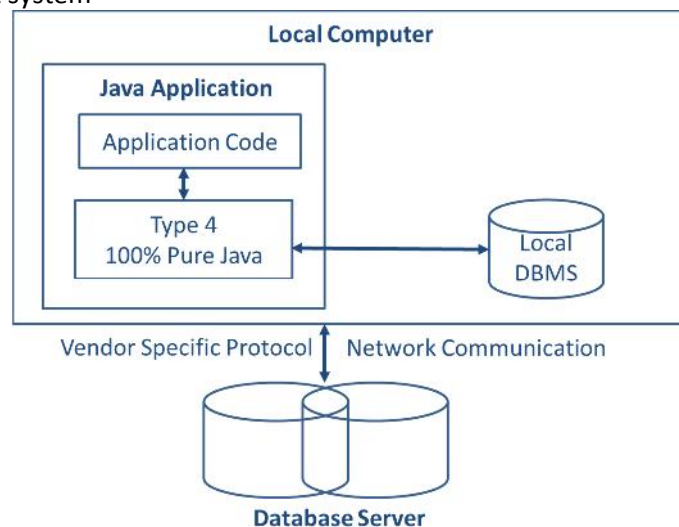 system
Local Computer
Java Application
Application Code
Type 4
100% Pure Java
Local
DBMS
Vendor Specific Protocol
Network Communication
Database Server